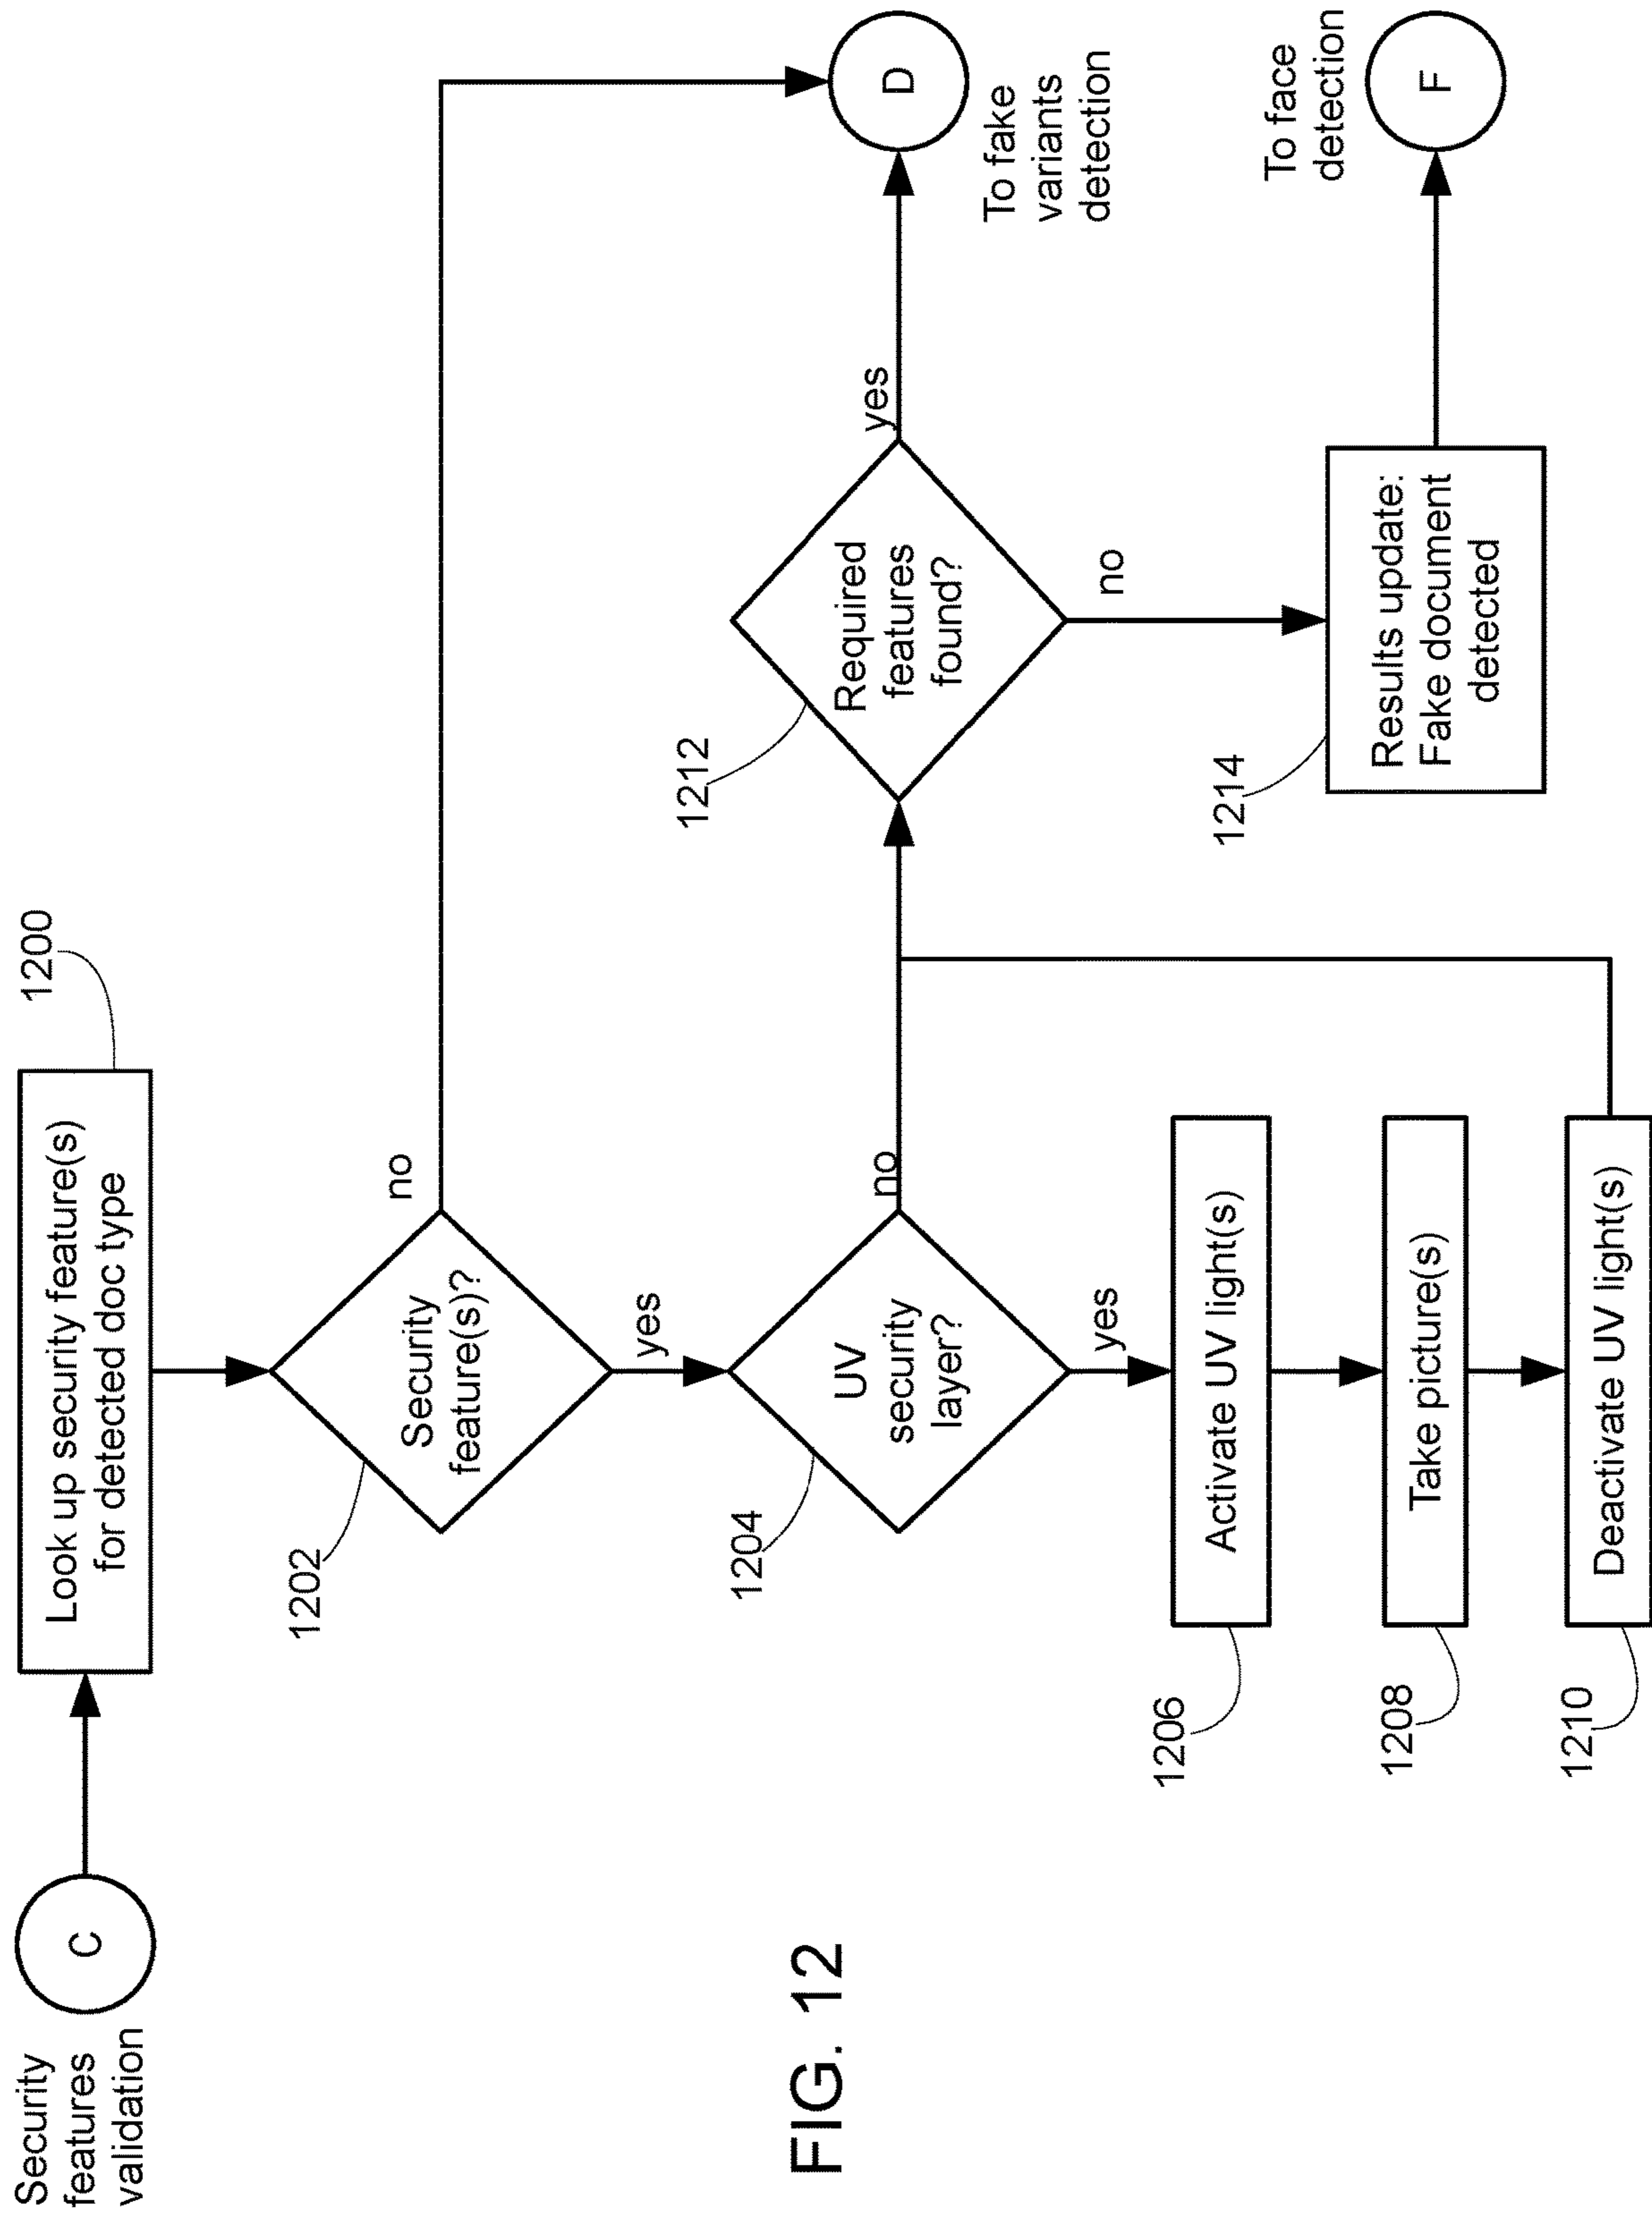 Security
features
validation
C
Look up security feature(s)
for detected doc type
1200
Security
feature(s)?
1202
no
yes
UV
security
layer?
1204
no
yes
Activate UV light(s)
1206
Take picture(s)
1208
Deactivate UV light(s)
1210
Required
features
found?
1212
yes
no
D
To fake
variants
detection
Results update:
Fake document
detected
1214
To face
detection
F
FIG. 12